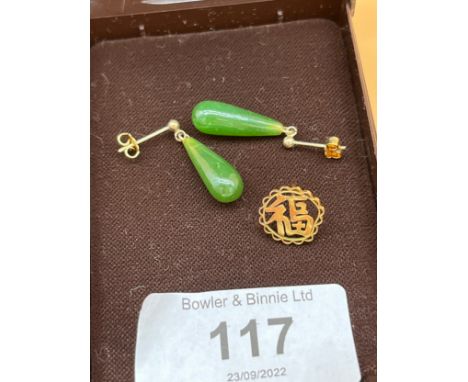 福
Bowler & Binnie Ltd
117
23/09/2022